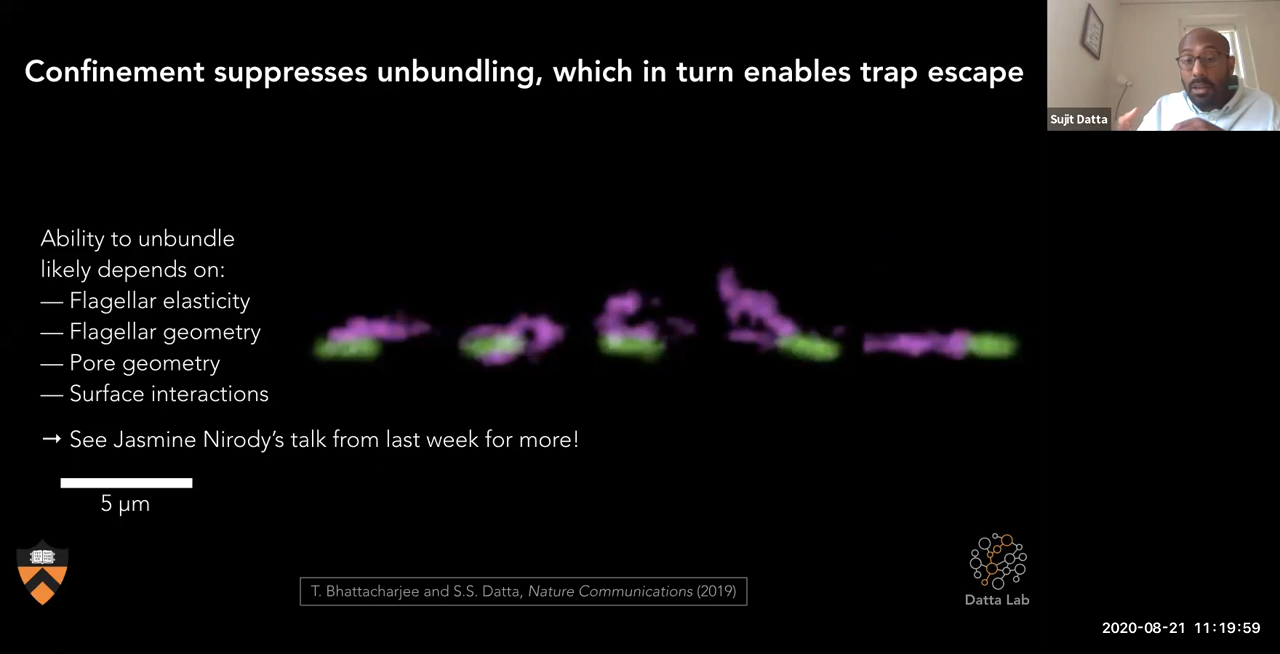 Confinement suppresses unbundling, which in turn enables trap escape
Sujit Datta
Ability to unbundle
likely depends on:
— Flagellar elasticity
— Flagellar geometry
— Pore geometry
— Surface interactions
→ See Jasmine Nirody’s talk from last week for more!
5 µm
T. Bhattacharjee and S.S. Datta, Nature Communications (2019)
Datta Lab
2020-08-21 11:19:59